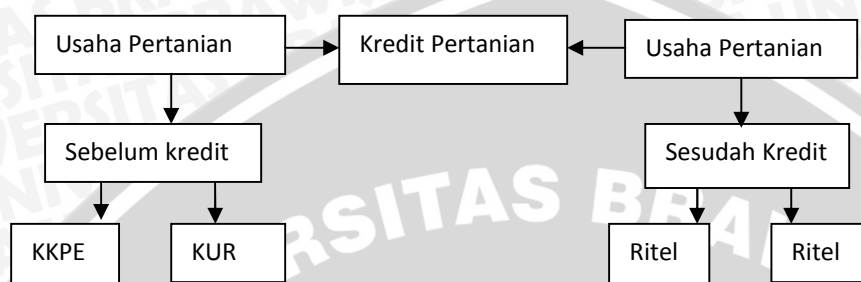 Usaha Pertanian
Kredit Pertanian
Usaha Pertanian
Sebelum kredit
Sesudah Kredit
KKPE
KUR
Ritel
Ritel